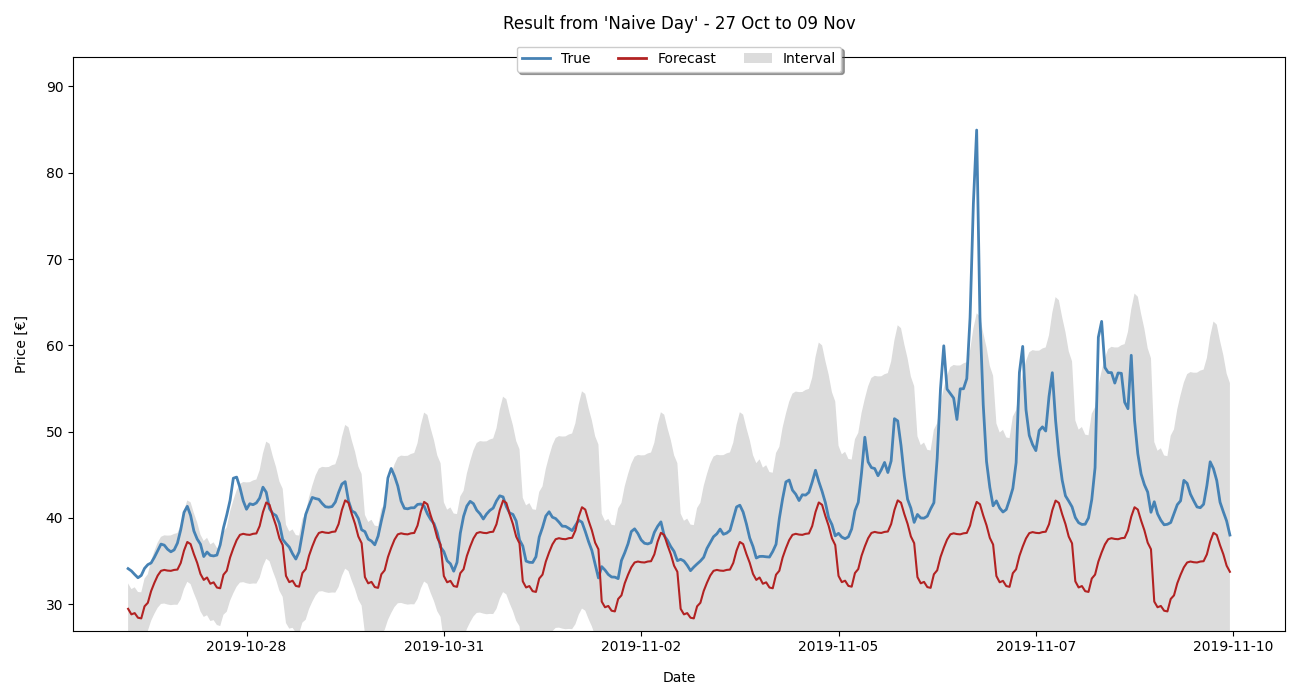 Result from 'Naive Day' - 27 Oct to 09 Nov
True Forecast Interval
90
80
70
60
50
40
30
Price [€]
2019-10-28 2019-10-31 2019-11-02 2019-11-05 2019-11-07 2019-11-10
Date